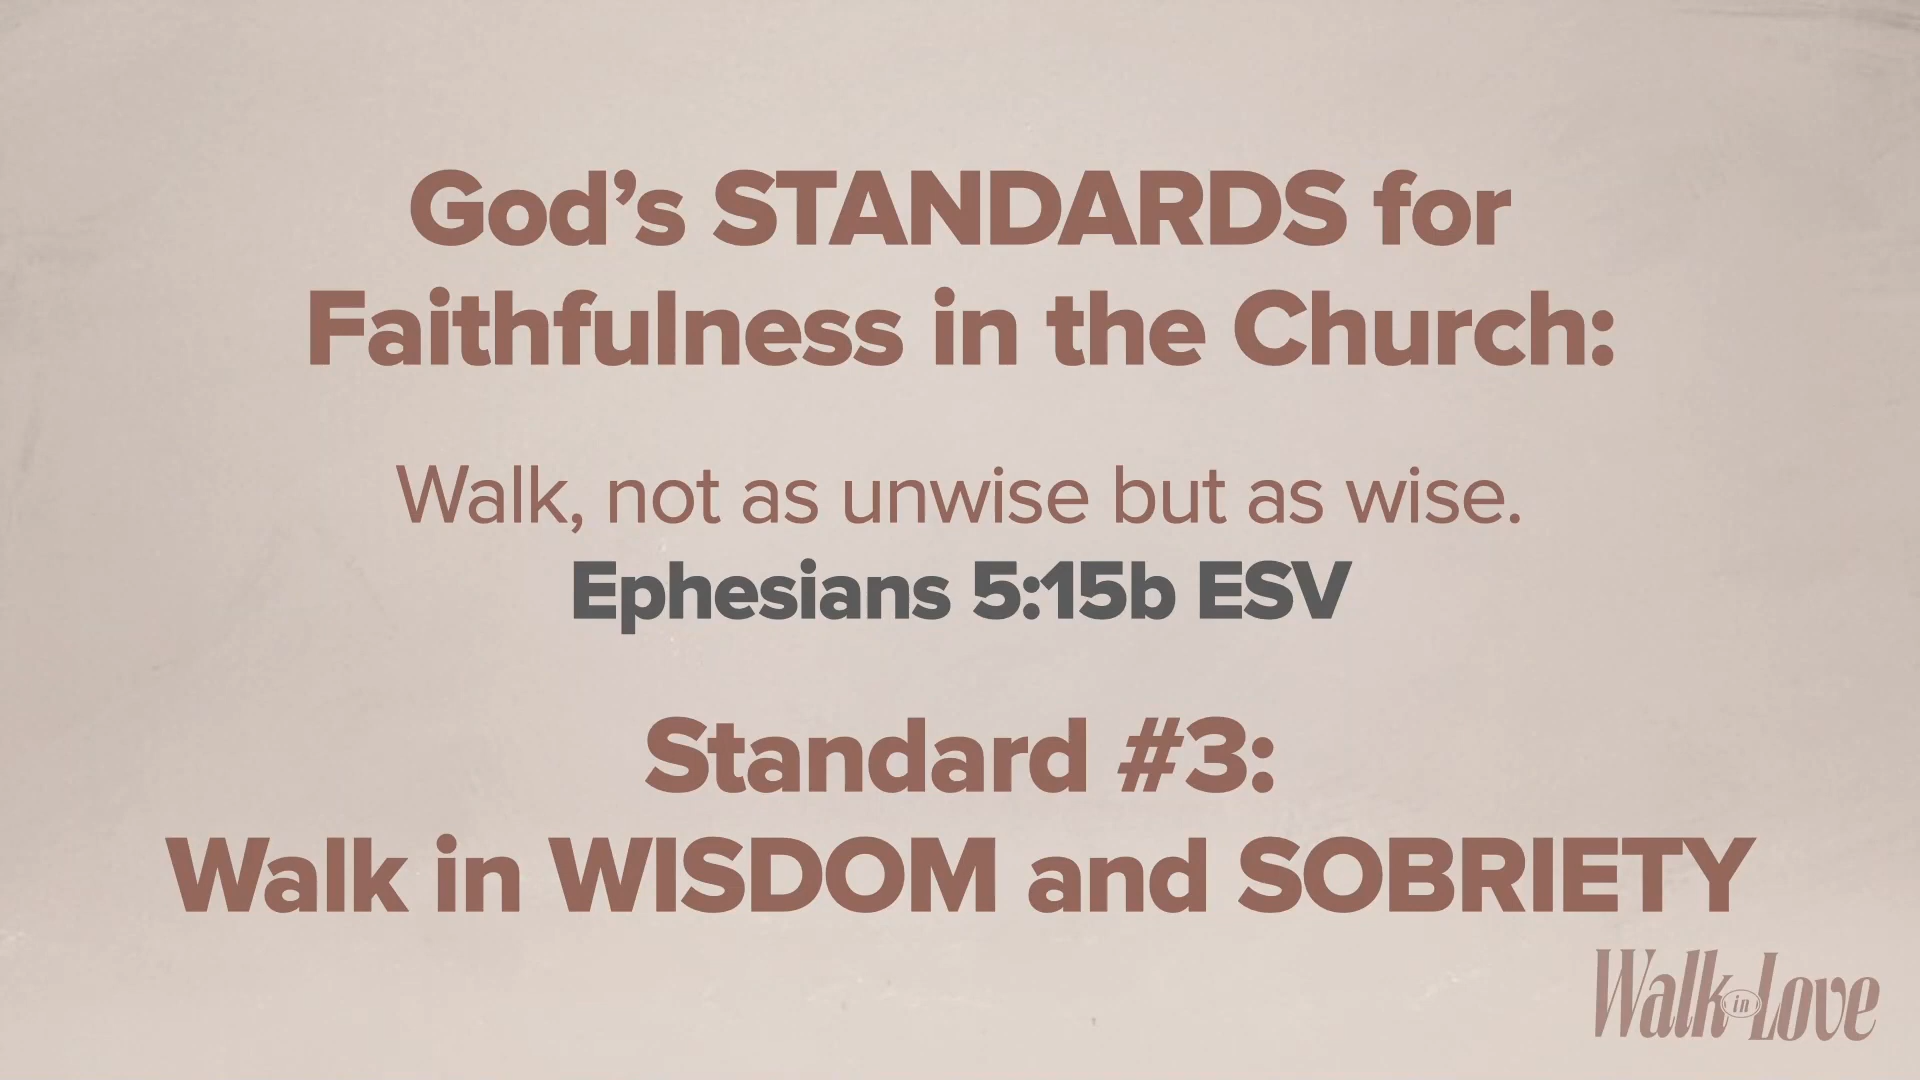 God’s STANDARDS for
Faithfulness in the Church:
Walk, not as unwise but as wise.
Ephesians 5:15b ESV
Standard #3:
Walk in WISDOM and SOBRIETY
Walk in Love